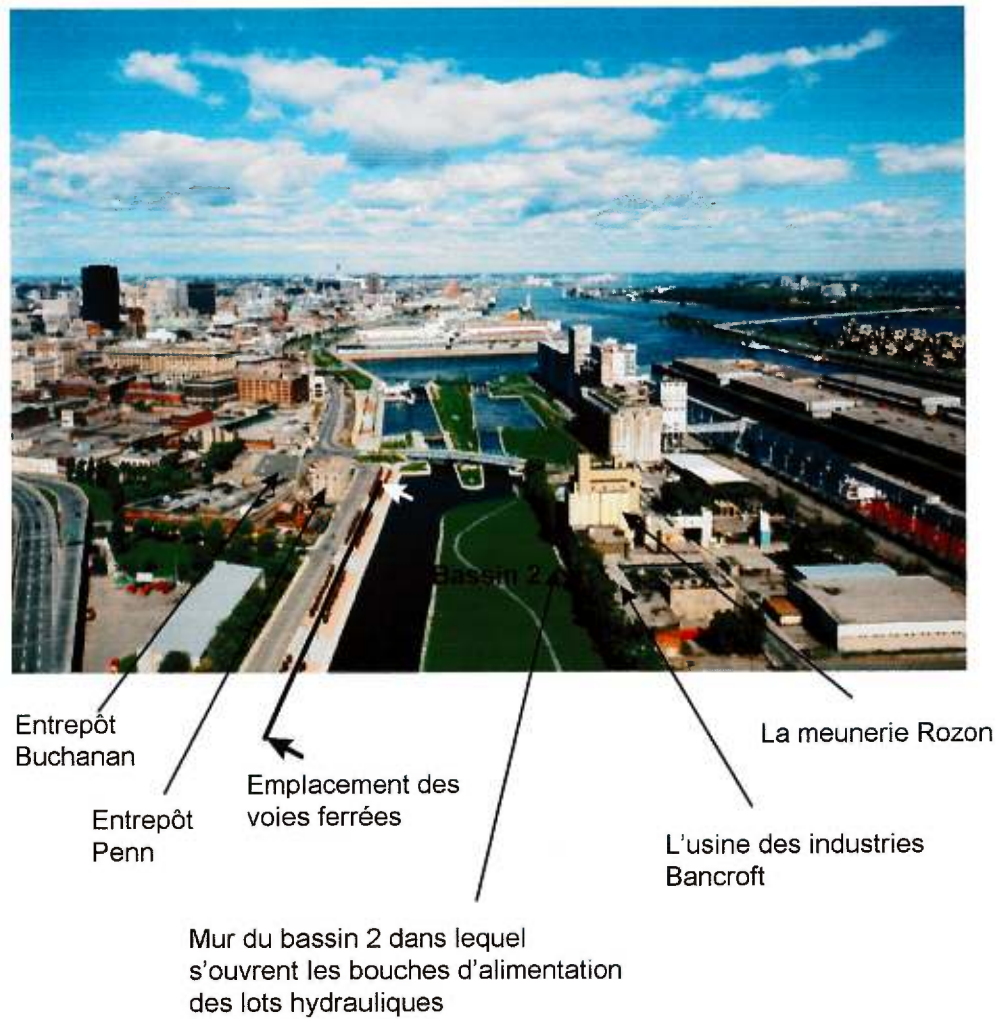 Bassin 2
Entrepôt
Buchanan
Entrepôt
Penn
Emplacement des
voies ferrées
La meunerie Rozon
L'usine des industries
Bancroft
Mur du bassin 2 dans lequel
s'ouvrent les bouches d'alimentation
des lots hydrauliques